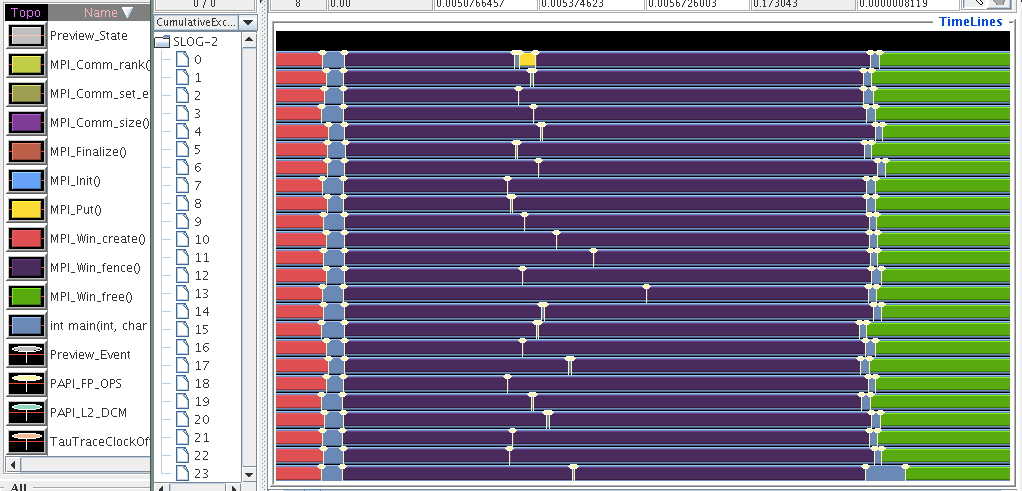 0 / 0
8
0.00
0.0050766457
0.005374623
0.0056726003
0.173043
0.0000008119
Topo
Name
Preview_State
MPI_Comm_rank(
MPI_Comm_set_e
MPI_Comm_size()
MPI_Finalize()
MPI_Init()
MPI_Put()
MPI_Win_create()
MPI_Win_fence()
MPI_Win_free()
int main(int, char
Preview_Event
PAPI_FP_OPS
PAPI_L2_DCM
TauTraceClockOf
All
CumulativeExc...
SLOG-2
0
1
2
3
4
5
6
7
8
9
10
11
12
13
14
15
16
17
18
19
20
21
22
23
TimeLines